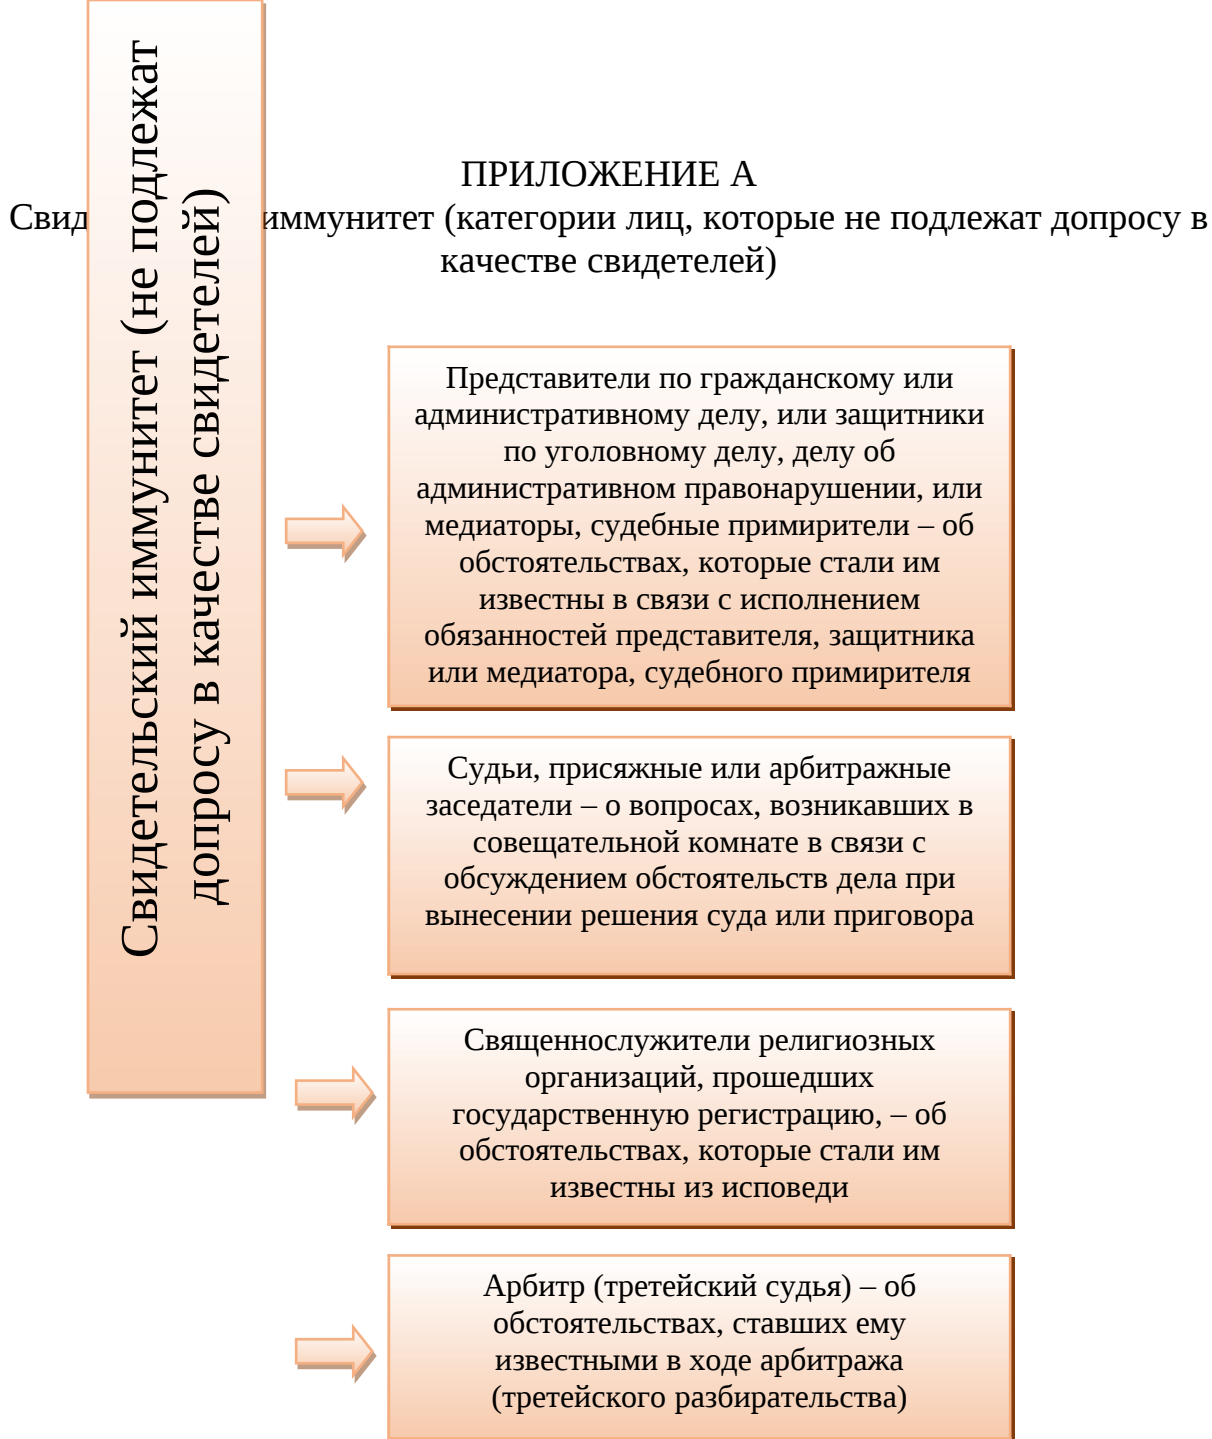 ПРИЛОЖЕНИЕ А
Свид иммунитет (категории лиц, которые не подлежат допросу в
качестве свидетелей)
Свидетельский иммунитет (не подлежат
допросу в качестве свидетелей)
Представители по гражданскому или
административному делу, или защитники
по уголовному делу, делу об
административном правонарушении, или
медиаторы, судебные примирители – об
обстоятельствах, которые стали им
известны в связи с исполнением
обязанностей представителя, защитника
или медиатора, судебного примирителя
Судьи, присяжные или арбитражные
заседатели – о вопросах, возникавших в
совещательной комнате в связи с
обсуждением обстоятельств дела при
вынесении решения суда или приговора
Священнослужители религиозных
организаций, прошедших
государственную регистрацию, – об
обстоятельствах, которые стали им
известны из исповеди
Арбитр (третейский судья) – об
обстоятельствах, ставших ему
известными в ходе арбитража
(третейского разбирательства)